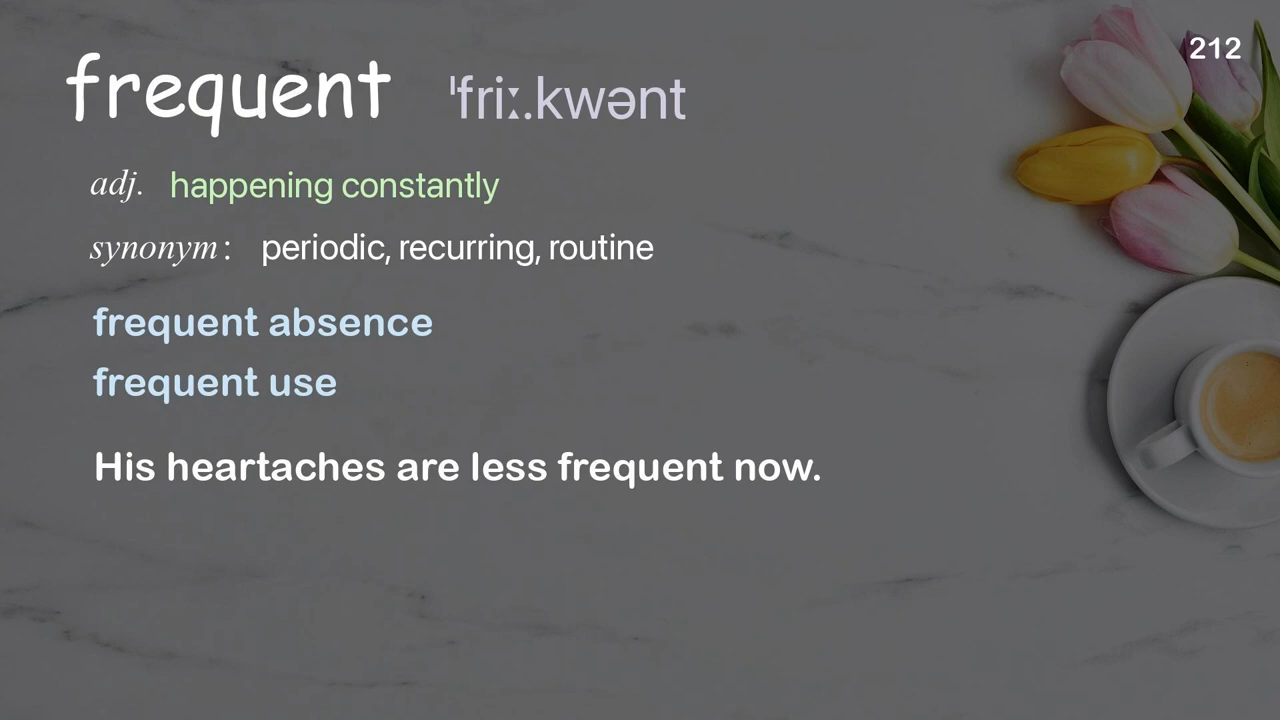 212
frequent ˈfriː.kwənt
adj. happening constantly
synonym: periodic, recurring, routine
frequent absence
frequent use
His heartaches are less frequent now.